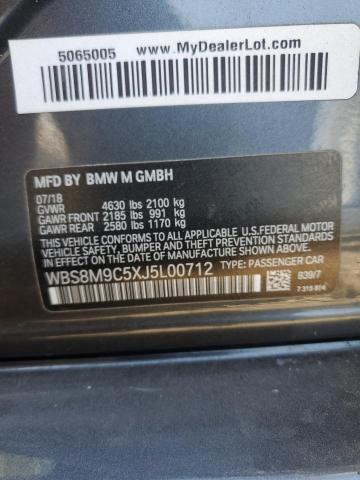 5065005 www.MyDealerLot.com
MFD BY BMW M GMBH
07/18
GVWR 4630 lbs 2100 kg
GAWR FRONT 2185 lbs 991 kg
GAWR REAR 2580 lbs 1170 kg
THIS VEHICLE CONFORMS TO ALL APPLICABLE U.S. FEDERAL MOTOR
VEHICLE SAFETY, BUMPER, AND THEFT PREVENTION STANDARDS
IN EFFECT ON THE DATE OF MANUFACTURE SHOWN ABOVE.
WBS8M9C5XJ5L00712 TYPE: PASSENGER CAR
B39/7
7 315 814